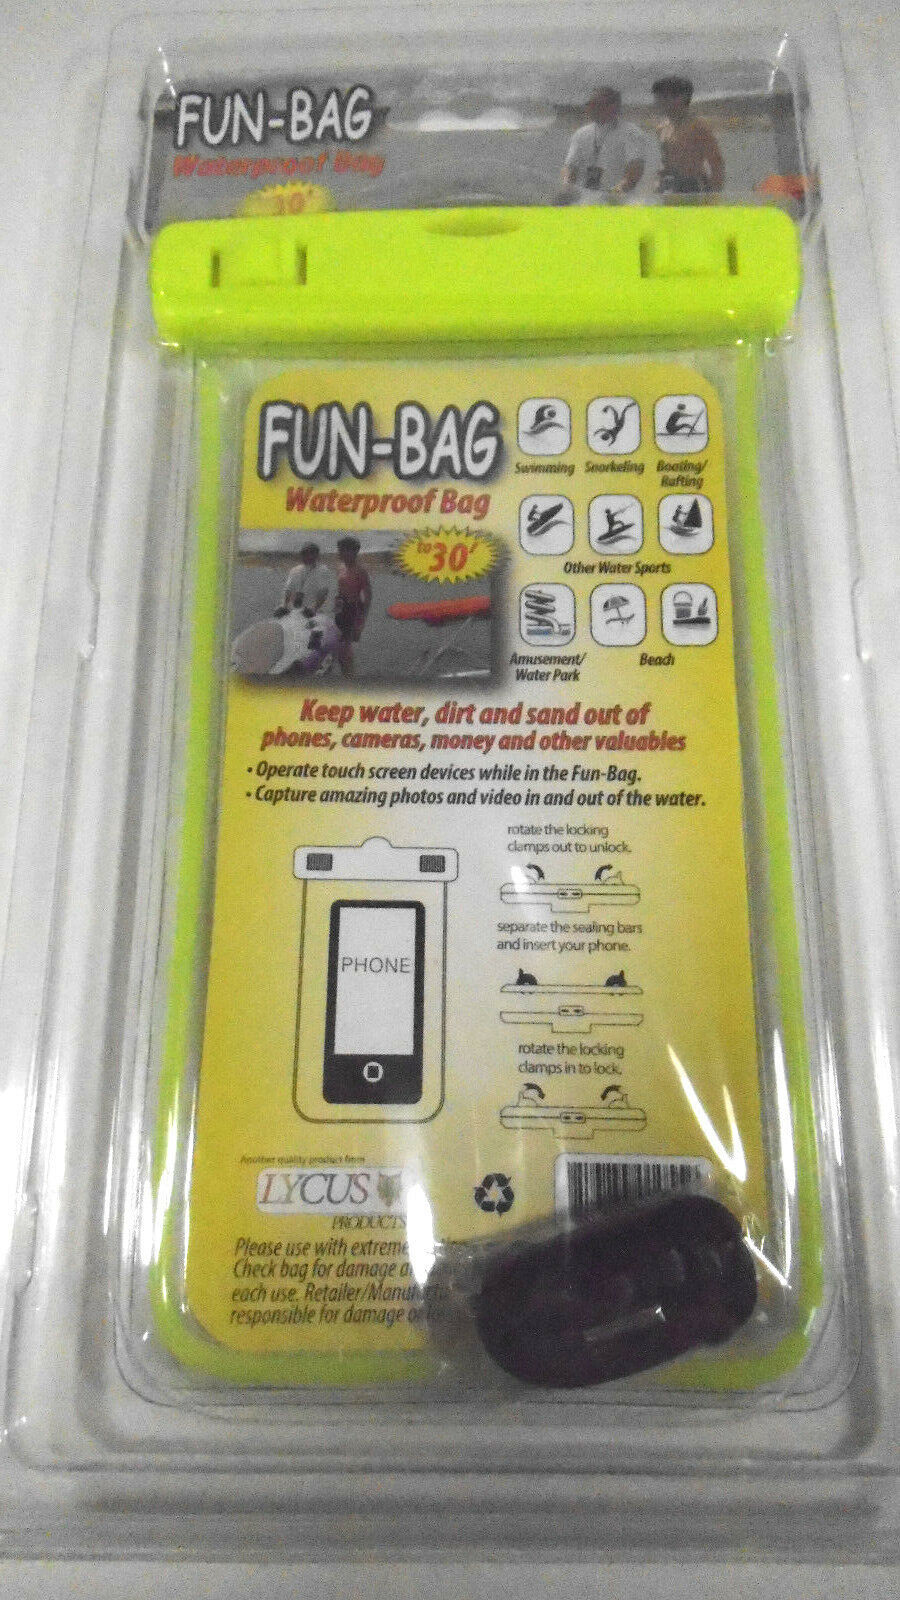 FUN-BAG
Waterproof Bag
30'
FUN-BAG
Waterproof Bag
to 30'
Swimming Snorkeling Boating/
Rafting
Other Water Sports
Amusement/
Water Park
Beach
Keep water, dirt and sand out of
phones, cameras, money and other valuables
• Operate touch screen devices while in the Fun-Bag.
• Capture amazing photos and video in and out of the water.
PHONE
rotate the locking
clamps out to unlock.
separate the sealing bars
and insert your phone.
rotate the locking
clamps in to lock.
Another quality product from
LYCUS
PRODUCTS
Please use with extreme
Check bag for damage
each use. Retailer/
responsible for damage